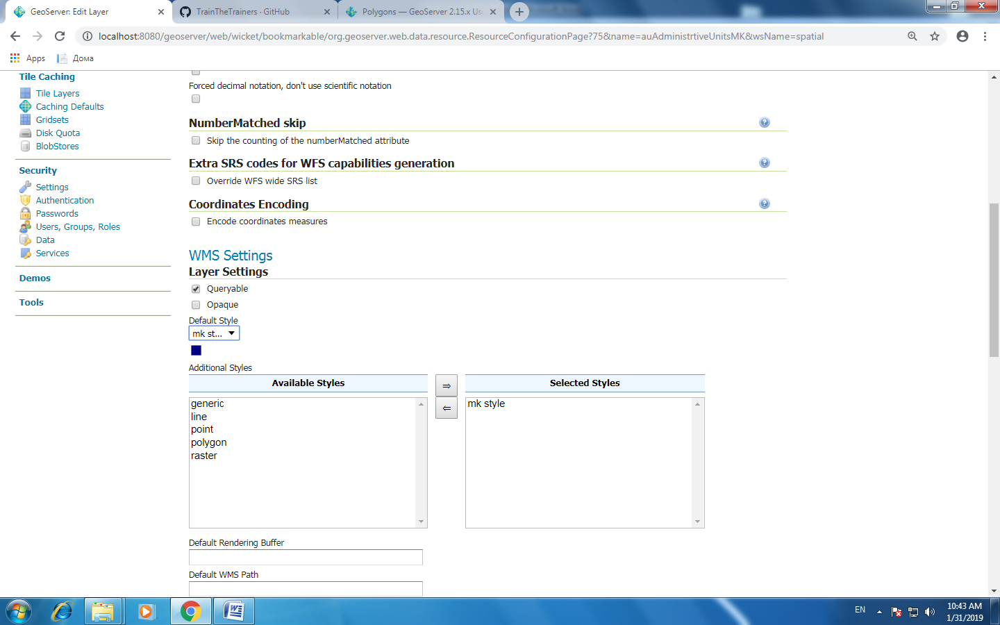 GeoServer: Edit Layer
TrainTheTrainers · GitHub
Polygons — GeoServer 2.15.x Us
localhost:8080/geoserver/web/wicket/bookmarkable/org.geoserver.web.data.resource.ResourceConfigurationPage?75&name=auAdministrtiveUnitsMK&wsName=spatial
Apps
Дома
Tile Caching
Tile Layers
Caching Defaults
Gridsets
Disk Quota
BlobStores
Security
Settings
Authentication
Passwords
Users, Groups, Roles
Data
Services
Demos
Tools
Forced decimal notation, don't use scientific notation
NumberMatched skip
Skip the counting of the numberMatched attribute
Extra SRS codes for WFS capabilities generation
Override WFS wide SRS list
Coordinates Encoding
Encode coordinates measures
WMS Settings
Layer Settings
Queryable
Opaque
Default Style
mk st...
Additional Styles
Available Styles
generic
line
point
polygon
raster
⇒
⇐
Selected Styles
mk style
Default Rendering Buffer
Default WMS Path
EN
10:43 AM
1/31/2019